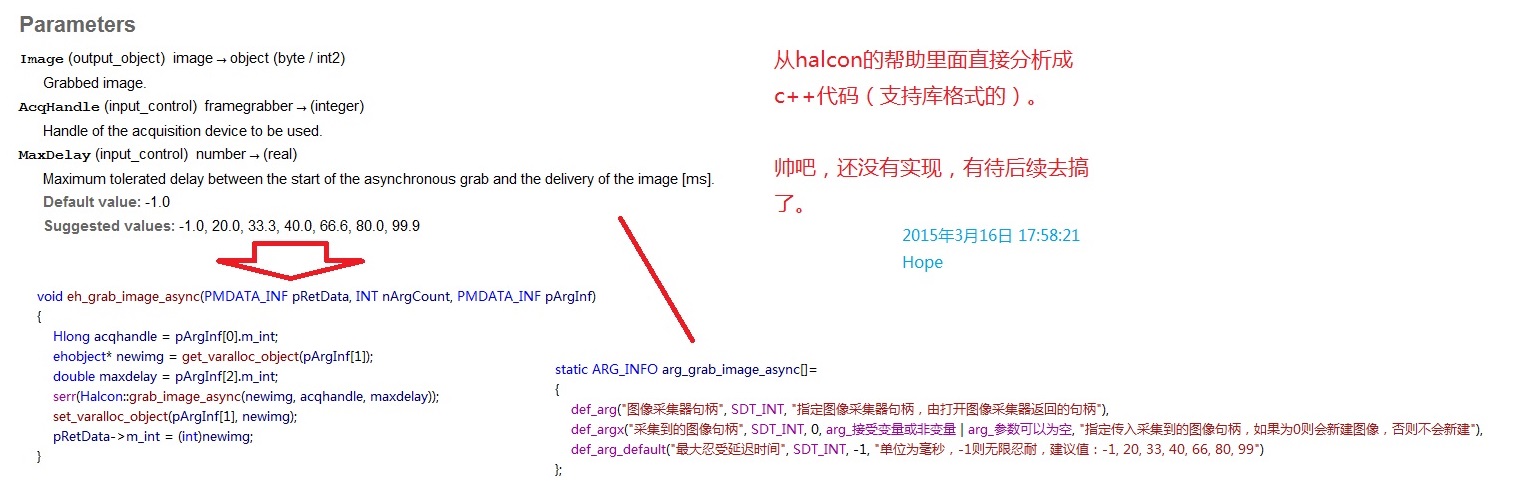 Parameters
Image (output_object) image→object (byte / int2)
Grabbed image.
AcqHandle (input_control) framegrabber→(integer)
Handle of the acquisition device to be used.
MaxDelay (input_control) number→(real)
Maximum tolerated delay between the start of the asynchronous grab and the delivery of the image [ms].
Default value: -1.0
Suggested values: -1.0, 20.0, 33.3, 40.0, 66.6, 80.0, 99.9
从halcon的帮助里面直接分析成
c++代码（支持库格式的）。
帅吧，还没有实现，有待后续去搞
了。
2015年3月16日 17:58:21
Hope
void eh_grab_image_async(PMDATA_INF pRetData, INT nArgCount, PMDATA_INF pArgInf)
{
Hlong acqhandle = pArgInf[0].m_int;
ehobject* newimg = get_varalloc_object(pArgInf[1]);
double maxdelay = pArgInf[2].m_int;
serr(Halcon::grab_image_async(newimg, acqhandle, maxdelay));
set_varalloc_object(pArgInf[1], newimg);
pRetData->m_int = (int)newimg;
}
static ARG_INFO arg_grab_image_async[]=
{
def_arg("图像采集器句柄", SDT_INT, "指定图像采集器句柄，由打开图像采集器返回的句柄"),
def_argx("采集到的图像句柄", SDT_INT, 0, arg_接受变量或非变量 | arg_参数可以为空, "指定传入采集到的图像句柄，如果为0则会新建图像，否则不会新建"),
def_arg_default("最大忍受延迟时间", SDT_INT, -1, "单位为毫秒，-1则无限忍耐，建议值：-1, 20, 33, 40, 66, 80, 99")
};